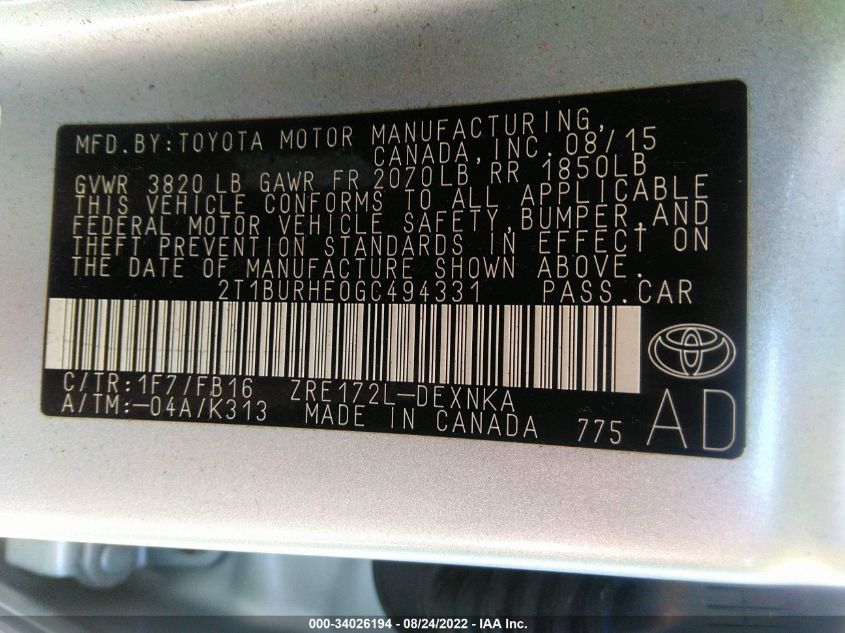 MFD.BY:TOYOTA MOTOR MANUFACTURING,
CANADA,INC.08/15
GVWR 3820 LB GAWR FR 2070LB RR 1850LB
THIS VEHICLE CONFORMS TO ALL APPLICABLE
FEDERAL MOTOR VEHICLE SAFETY,BUMPER,AND
THEFT PREVENTION STANDARDS IN EFFECT ON
THE DATE OF MANUFACTURE SHOWN ABOVE.
2T1BURHE0GC494331 PASS.CAR
C/TR:1F7/FB16 ZRE172L-DEXNKA
A/TM:-04A/K313 MADE IN CANADA 775 AD
000-34026194 - 08/24/2022 - IAA Inc.